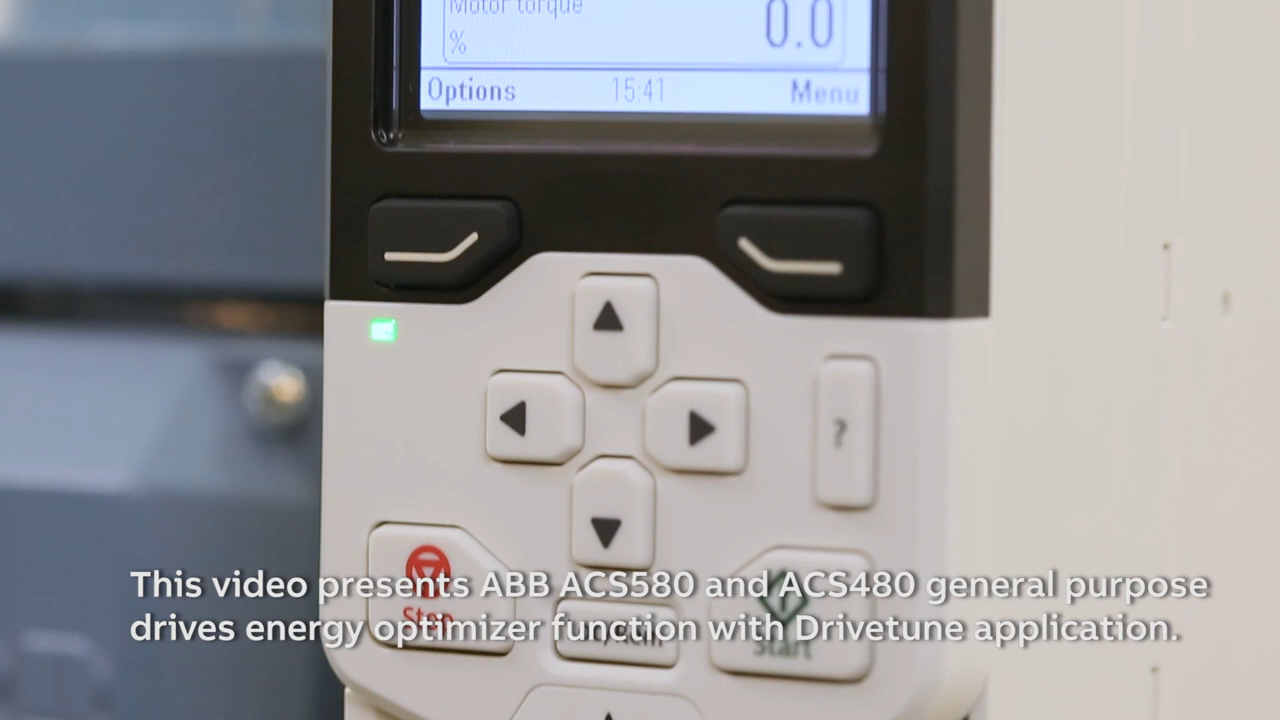 Motor torque
%
0.0
Options 15:41 Menu
?
Stop
Start
This video presents ABB ACS580 and ACS480 general purpose
drives energy optimizer function with Drivetune application.